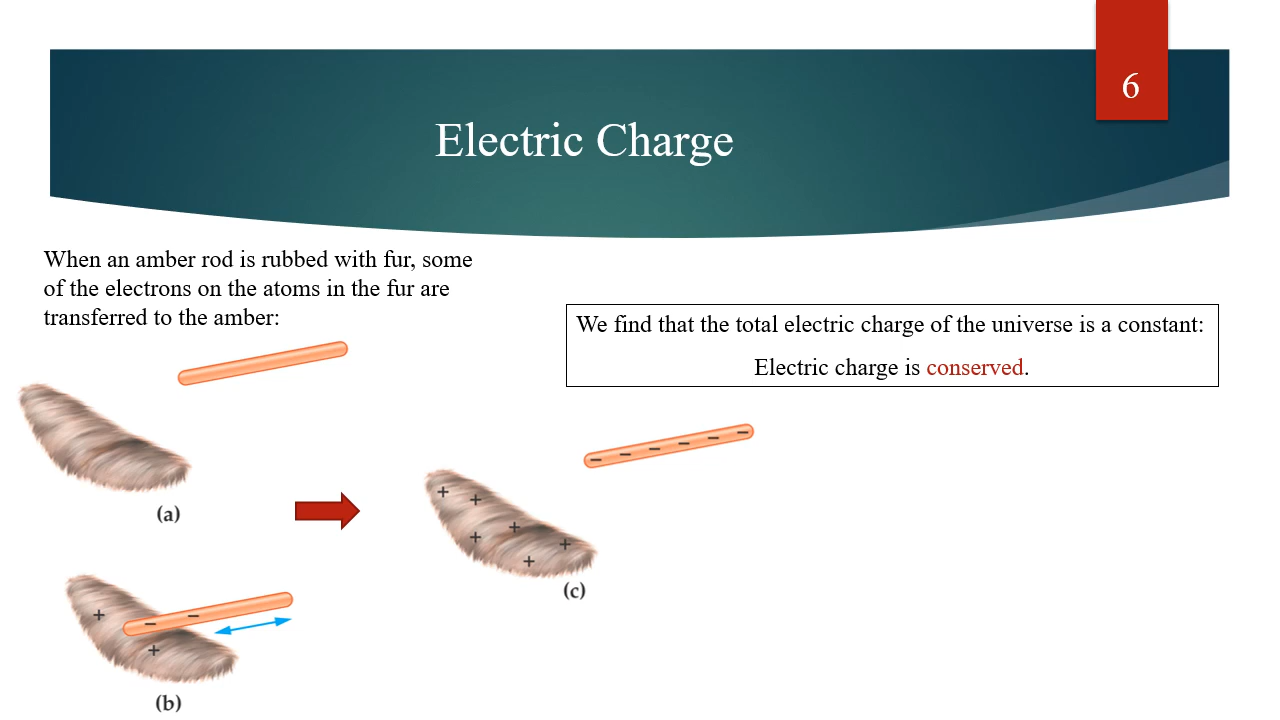 6
Electric Charge
When an amber rod is rubbed with fur, some
of the electrons on the atoms in the fur are
transferred to the amber:
We find that the total electric charge of the universe is a constant:
Electric charge is conserved.
(a)
+ +
+ +
+ +
− − − − − −
(c)
+ − −
+
(b)